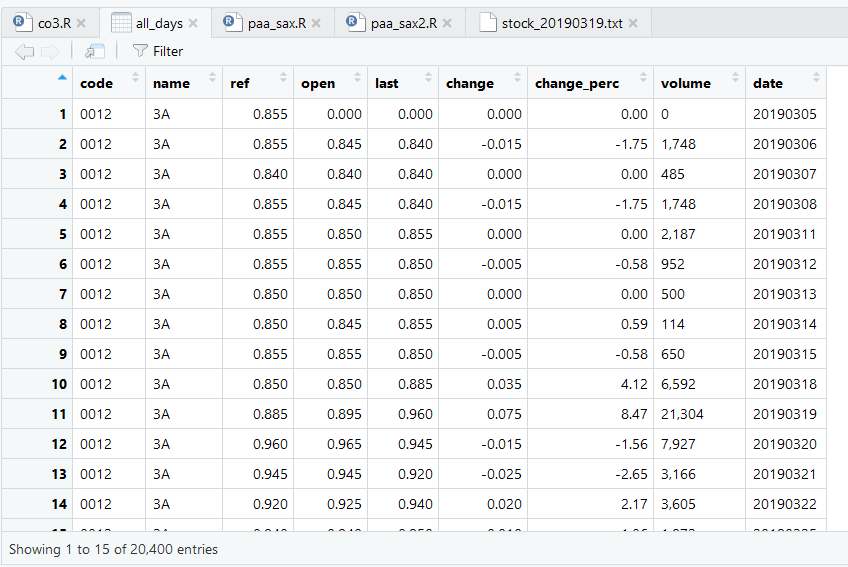 co3.R all_days paa_sax.R paa_sax2.R stock_20190319.txt
Filter
code name ref open last change change_perc volume date
1 0012 3A 0.855 0.000 0.000 0.000 0.00 0 20190305
2 0012 3A 0.855 0.845 0.840 -0.015 -1.75 1,748 20190306
3 0012 3A 0.840 0.840 0.840 0.000 0.00 485 20190307
4 0012 3A 0.855 0.845 0.840 -0.015 -1.75 1,748 20190308
5 0012 3A 0.855 0.850 0.855 0.000 0.00 2,187 20190311
6 0012 3A 0.855 0.855 0.850 -0.005 -0.58 952 20190312
7 0012 3A 0.850 0.850 0.850 0.000 0.00 500 20190313
8 0012 3A 0.850 0.845 0.855 0.005 0.59 114 20190314
9 0012 3A 0.855 0.855 0.850 -0.005 -0.58 650 20190315
10 0012 3A 0.850 0.850 0.885 0.035 4.12 6,592 20190318
11 0012 3A 0.885 0.895 0.960 0.075 8.47 21,304 20190319
12 0012 3A 0.960 0.965 0.945 -0.015 -1.56 7,927 20190320
13 0012 3A 0.945 0.945 0.920 -0.025 -2.65 3,166 20190321
14 0012 3A 0.920 0.925 0.940 0.020 2.17 3,605 20190322
Showing 1 to 15 of 20,400 entries